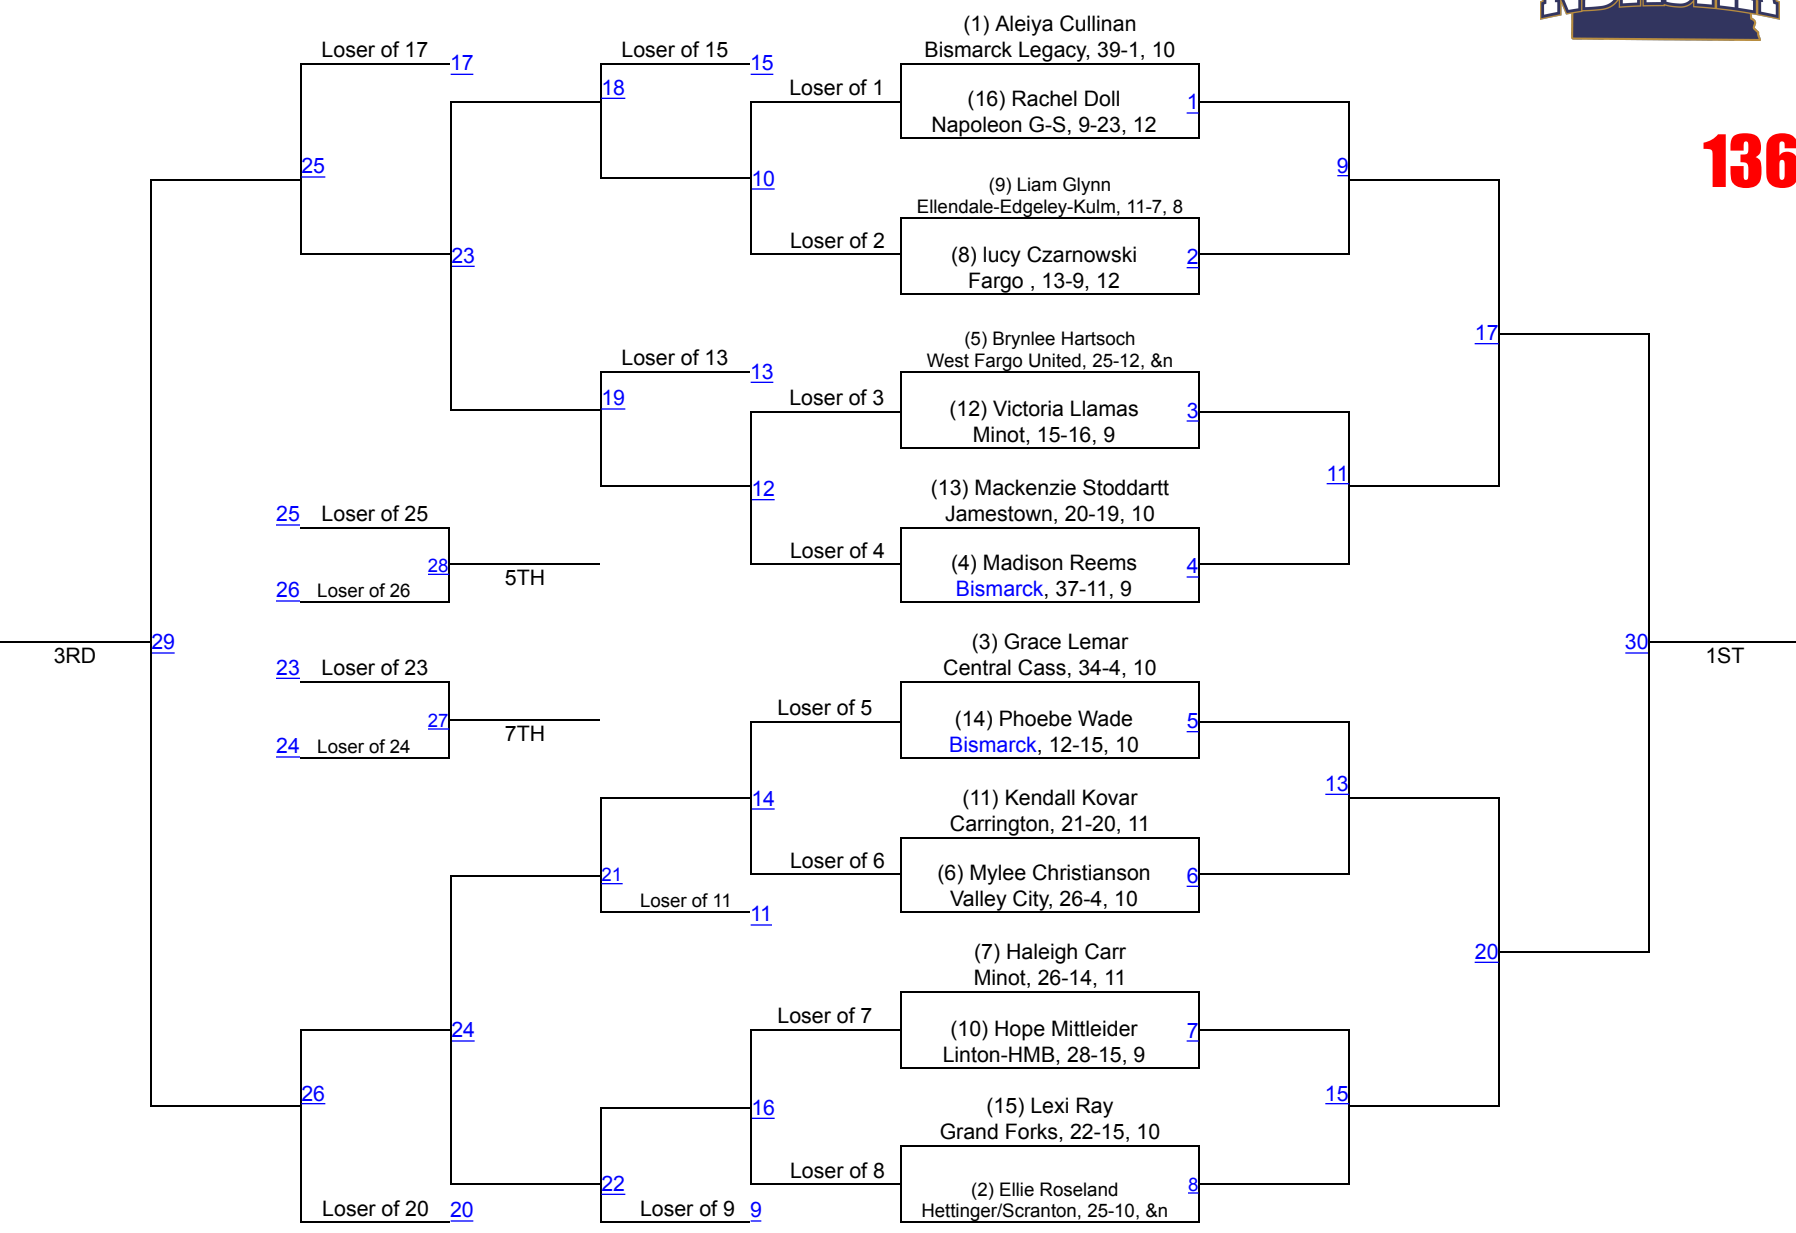 (1) Aleiya Cullinan
Bismarck Legacy, 39-1, 10
Loser of 17
17
Loser of 15
15
18
Loser of 1
(16) Rachel Doll
Napoleon G-S, 9-23, 12
1
136
25
10
9
(9) Liam Glynn
Ellendale-Edgeley-Kulm, 11-7, 8
Loser of 2
23
(8) lucy Czarnowski
Fargo , 13-9, 12
2
(5) Brynlee Hartsoch
West Fargo United, 25-12, &n
17
Loser of 13
13
19
Loser of 3
(12) Victoria Llamas
Minot, 15-16, 9
3
12
11
(13) Mackenzie Stoddartt
Jamestown, 20-19, 10
25
Loser of 25
28
5TH
26
Loser of 26
Loser of 4
(4) Madison Reems
Bismarck, 37-11, 9
4
3RD
29
(3) Grace Lemar
Central Cass, 34-4, 10
30
1ST
23
Loser of 23
27
7TH
24
Loser of 24
Loser of 5
(14) Phoebe Wade
Bismarck, 12-15, 10
5
14
13
(11) Kendall Kovar
Carrington, 21-20, 11
Loser of 6
21
(6) Mylee Christianson
Valley City, 26-4, 10
6
Loser of 11
11
(7) Haleigh Carr
Minot, 26-14, 11
20
Loser of 7
24
(10) Hope Mittleider
Linton-HMB, 28-15, 9
7
26
16
15
(15) Lexi Ray
Grand Forks, 22-15, 10
Loser of 8
22
(2) Ellie Roseland
Hettinger/Scranton, 25-10, &n
8
Loser of 20
20
Loser of 9
9